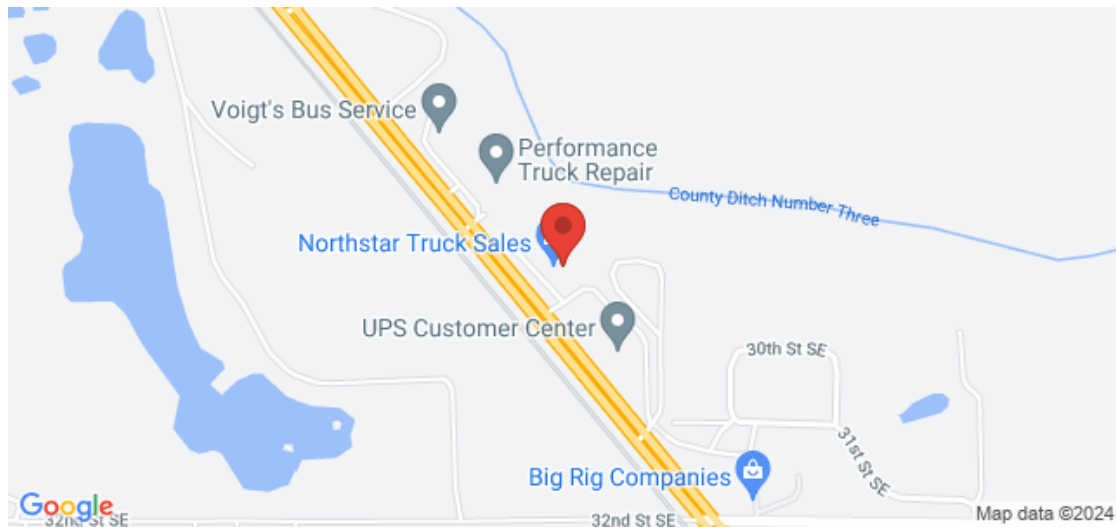 Voigt's Bus Service
Performance
Truck Repair
County Ditch Number Three
Northstar Truck Sales
UPS Customer Center
30th St SE
31st St SE
Big Rig Companies
Google
32nd St SE
32nd St SE
Map data ©2024